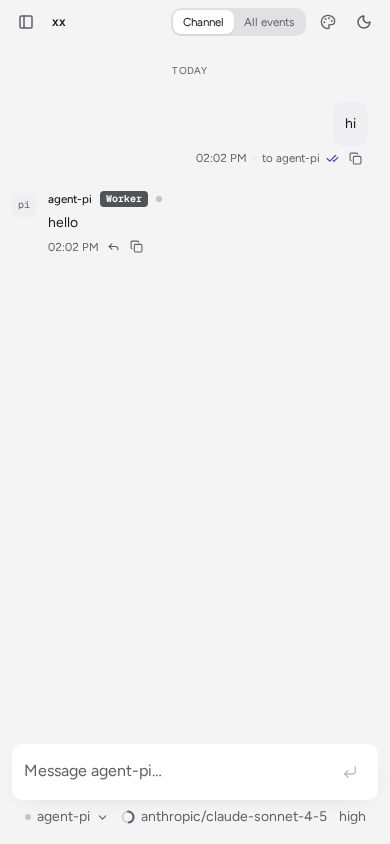 xx
Channel All events
TODAY
hi
02:02 PM · to agent-pi
pi agent-pi Worker
hello
02:02 PM
Message agent-pi...
agent-pi anthropic/claude-sonnet-4-5 high